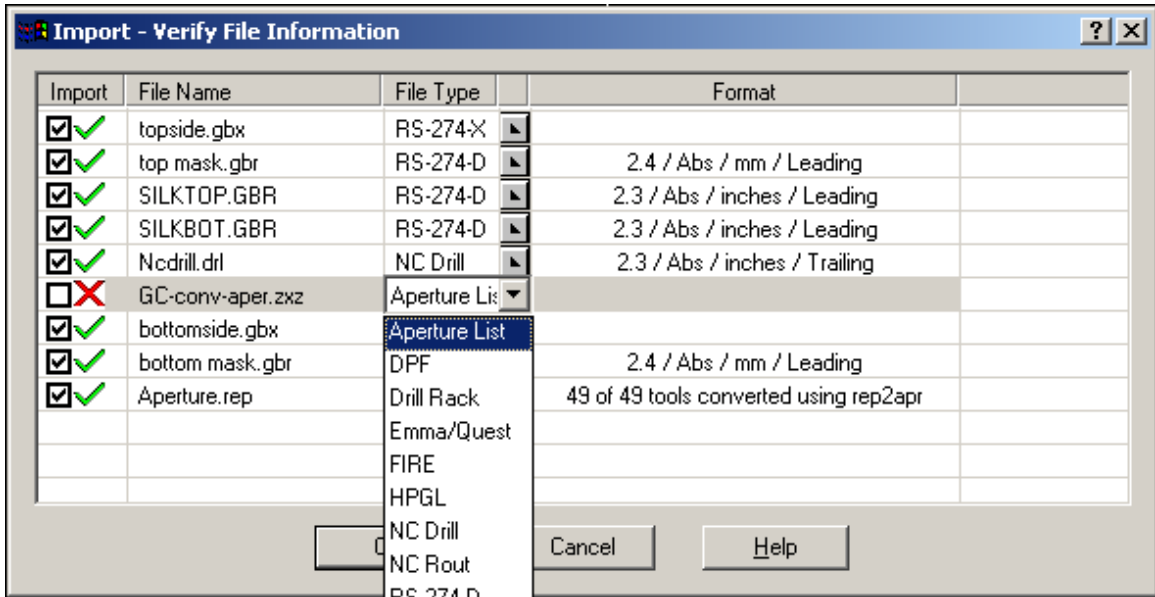 Import - Verify File Information
Import File Name File Type Format
topside.gbx RS-274-X
top mask.gbr RS-274-D 2.4 / Abs / mm / Leading
SILKTOP.GBR RS-274-D 2.3 / Abs / inches / Leading
SILKBOT.GBR RS-274-D 2.3 / Abs / inches / Leading
Ncdrill.drl NC Drill 2.3 / Abs / inches / Trailing
GC-conv-aper.zxz Aperture Lis
bottomside.gbx Aperture List
bottom mask.gbr DPF 2.4 / Abs / mm / Leading
Aperture.rep Drill Rack 49 of 49 tools converted using rep2apr
Emma/Quest
FIRE
HPGL
NC Drill
Cancel Help
NC Rout
RS-274-D